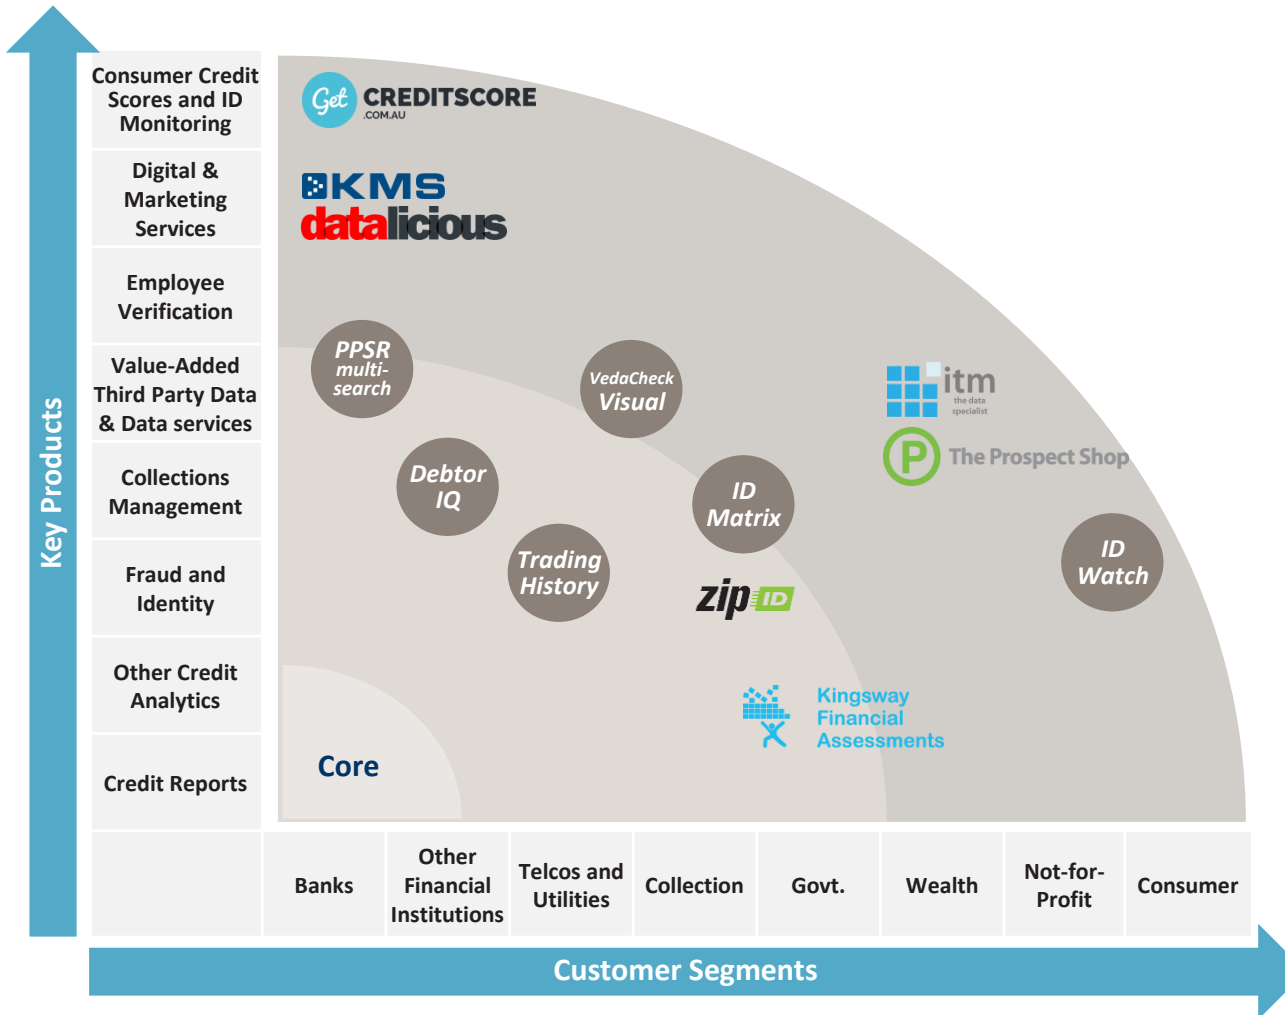 Key Products
Consumer Credit
Scores and ID
Monitoring
Digital &
Marketing
Services
Employee
Verification
Value-Added
Third Party Data
& Data services
Collections
Management
Fraud and
Identity
Other Credit
Analytics
Credit Reports
Get CREDITSCORE
.COM.AU
KMS
datalicious
PPSR
multi-
search
VedaCheck
Visual
itm
the data
specialist
P The Prospect Shop
Debtor
IQ
ID
Matrix
Trading
History
ID
Watch
zip ID
Kingsway
Financial
Assessments
Core
Banks
Other
Financial
Institutions
Telcos and
Utilities
Collection
Govt.
Wealth
Not-for-
Profit
Consumer
Customer Segments